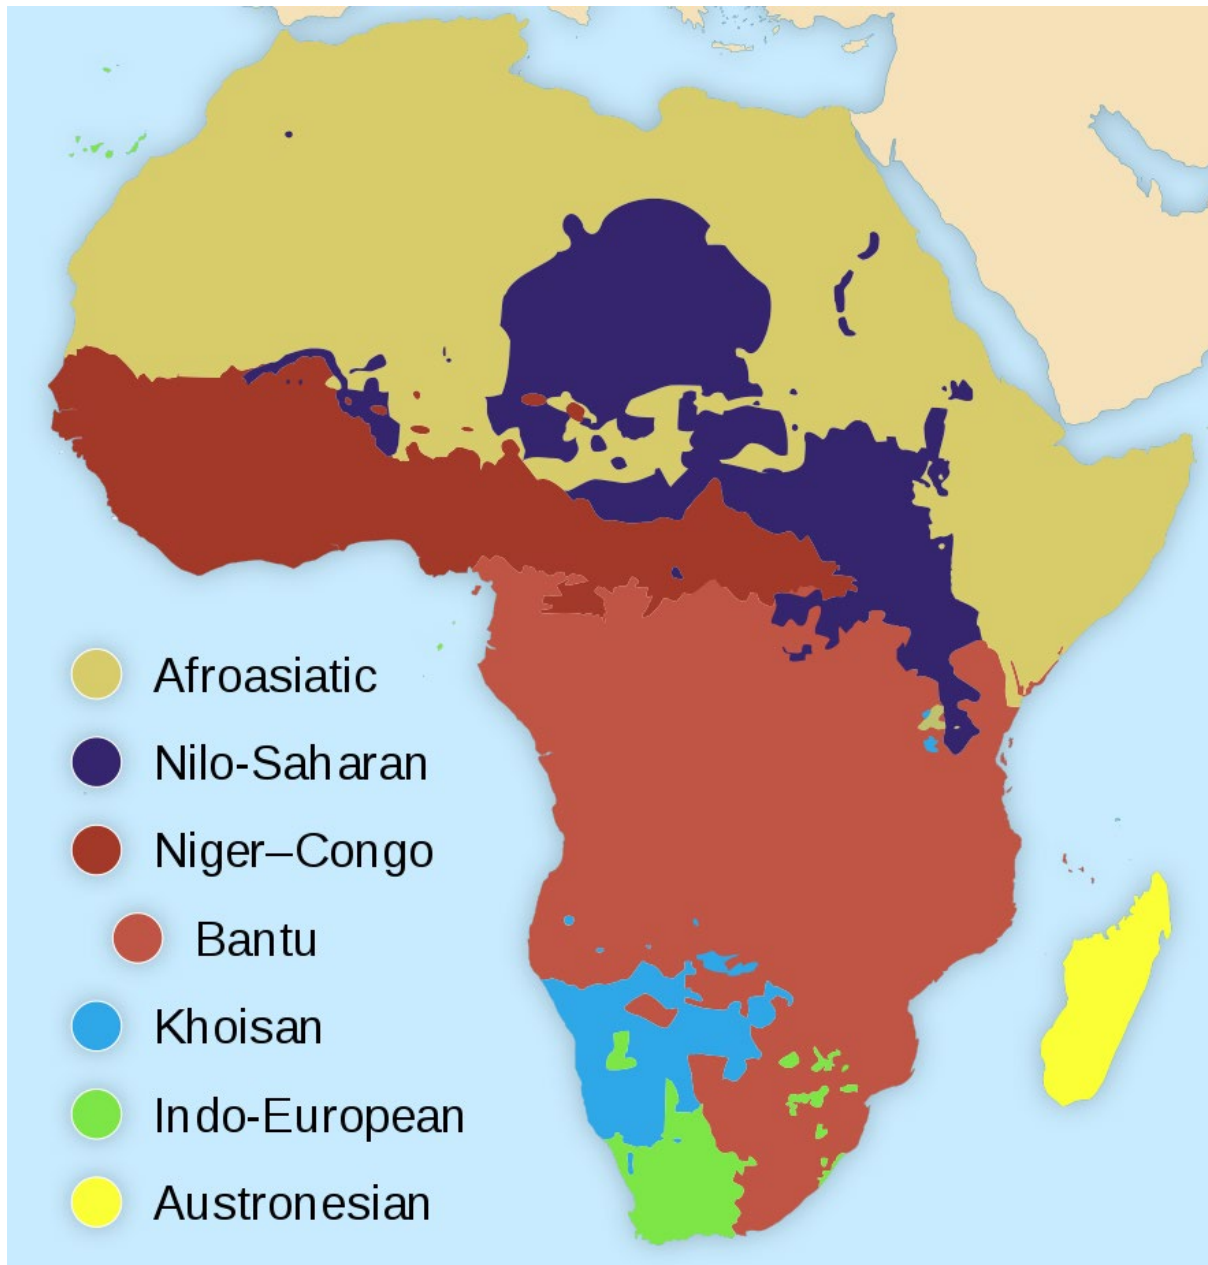 Afroasiatic
Nilo-Saharan
Niger–Congo
Bantu
Khoisan
Indo-European
Austronesian